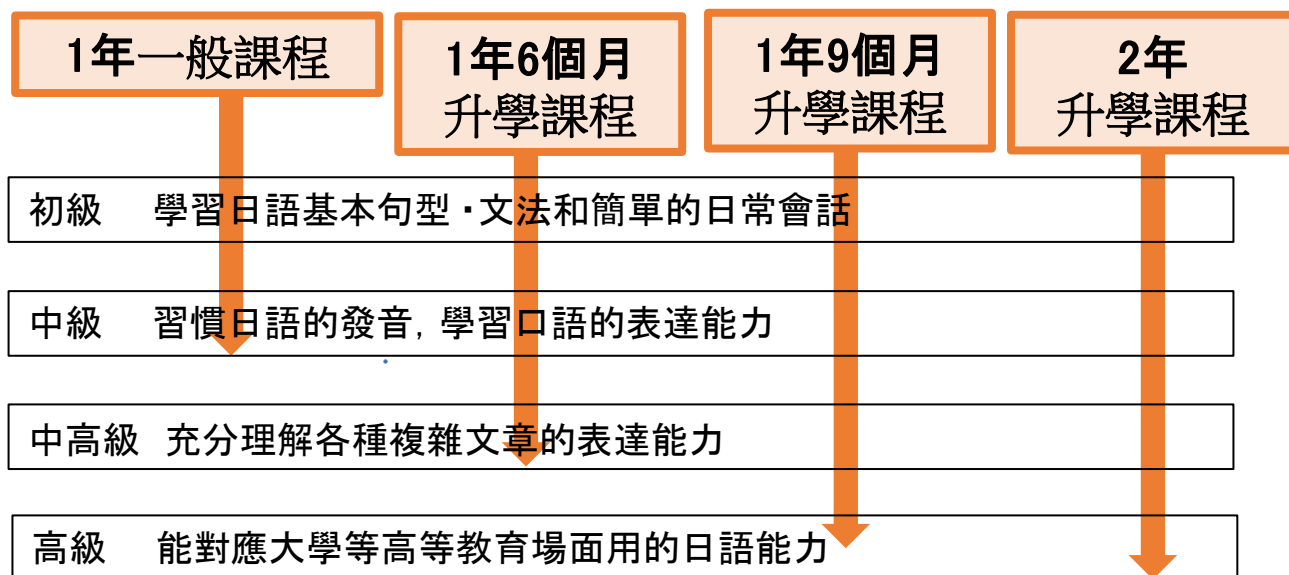 1年一般課程
1年6個月
升學課程
1年9個月
升學課程
2年
升學課程
初級 學習日語基本句型・文法和簡單的日常會話
中級 習慣日語的發音, 學習口語的表達能力
中高級 充分理解各種複雜文章的表達能力
高級 能對應大學等高等教育場面用的日語能力